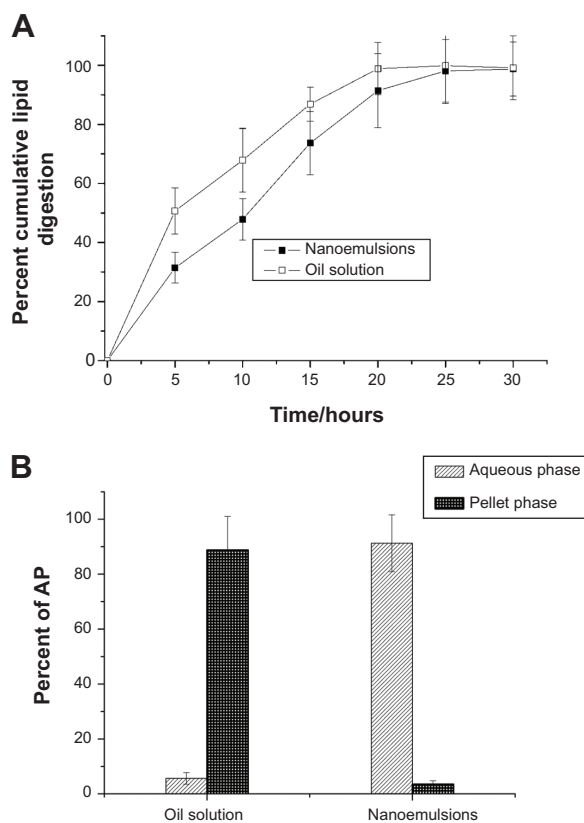 A
Percent cumulative lipid
digestion
100
80
60
40
20
0
Nanoemulsions
Oil solution
0 5 10 15 20 25 30
Time/hours
B
Aqueous phase
Pellet phase
Percent of AP
100
80
60
40
20
0
Oil solution Nanoemulsions